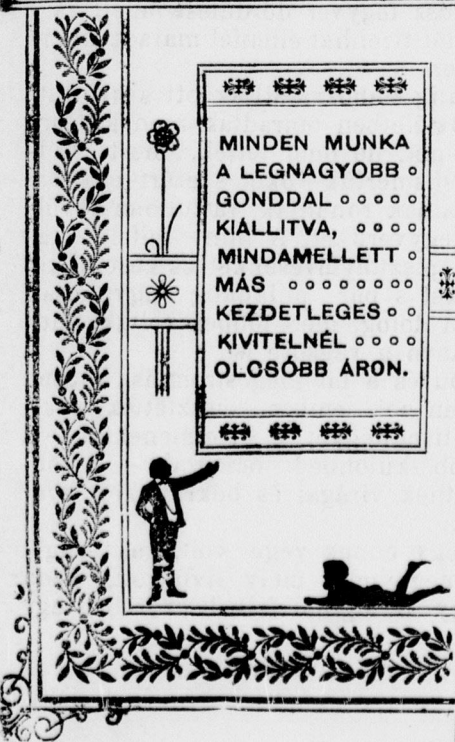 MINDEN MUNKA
A LEGNAGYOBB
GONDDAL
KIÁLLITVA,
MINDAMELLETT
MÁS
KEZDETLEGES
KIVITELNÉL
OLCSÓBB ÁRON.